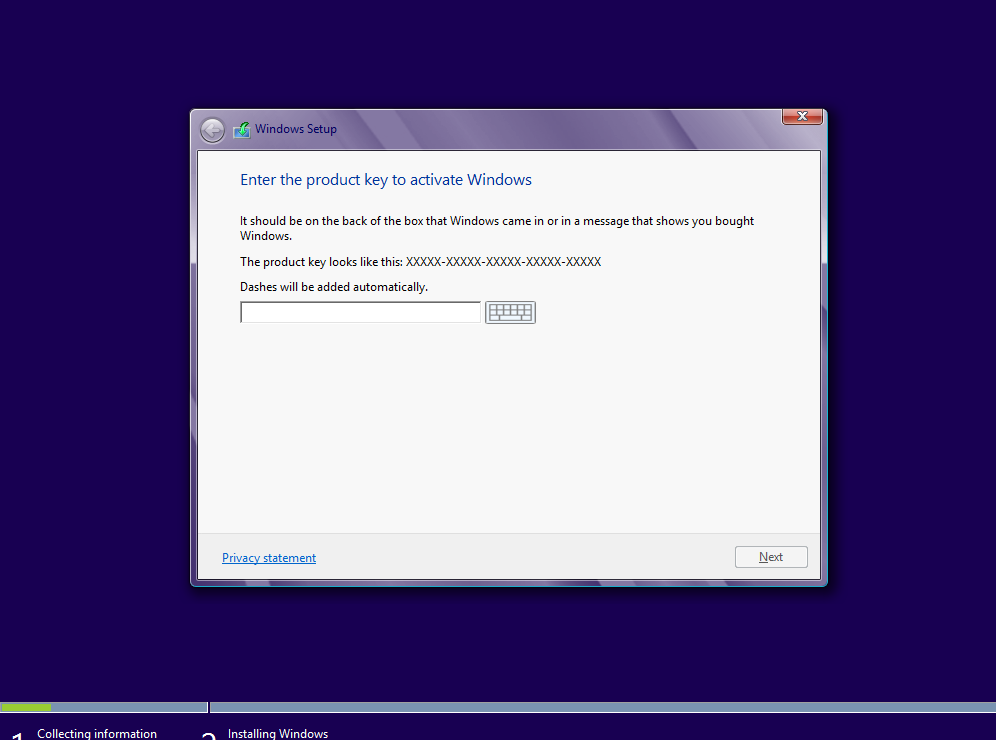 Windows Setup
Enter the product key to activate Windows
It should be on the back of the box that Windows came in or in a message that shows you bought
Windows.
The product key looks like this: XXXXX-XXXXX-XXXXX-XXXXX-XXXXX
Dashes will be added automatically.
Privacy statement
Next
1 Collecting information
2 Installing Windows